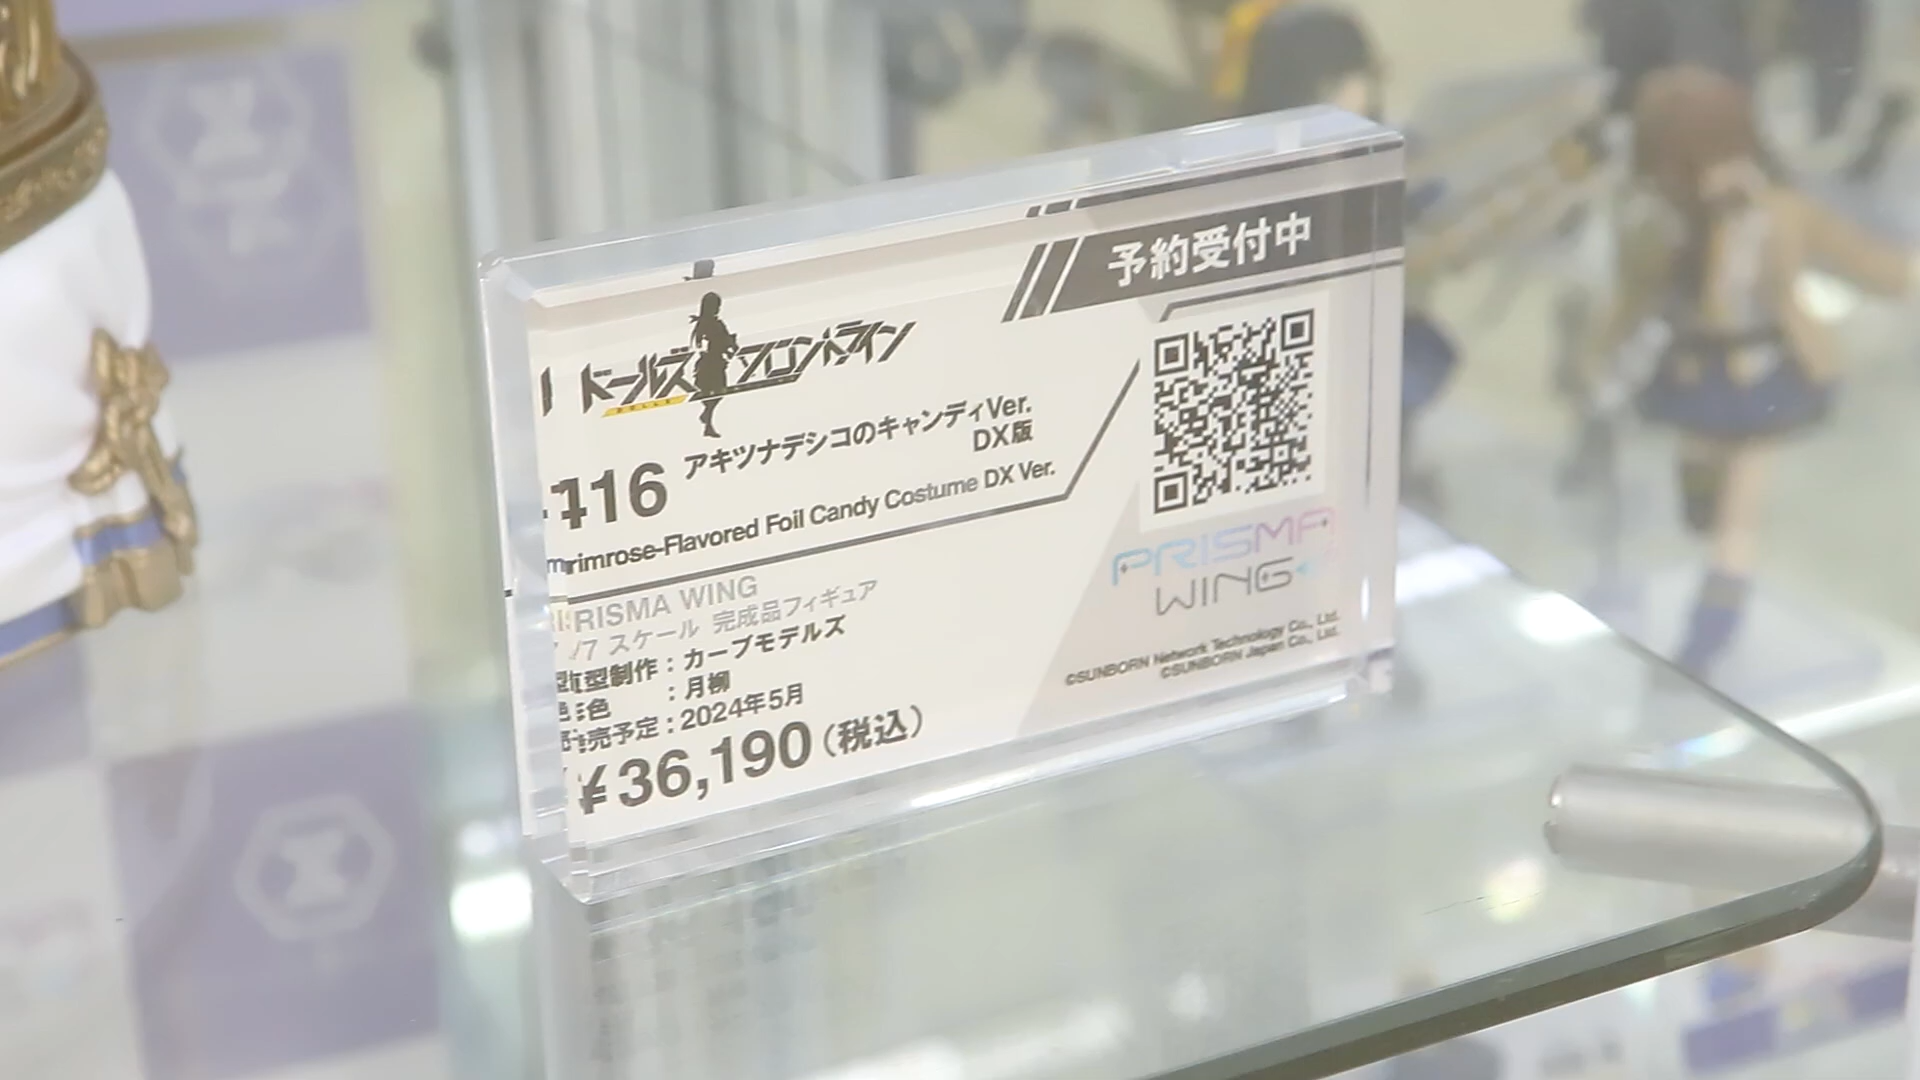 予約受付中
ドールズフロントライン
416 アキツナデシコのキャンディVer.
DX版
rimrose-Flavored Foil Candy Costume DX Ver.
PRISMA WING
RISMA WING
/7 スケール 完成品フィギュア
原型制作：カーブモデルズ
彩色：月柳
発売予定：2024年5月
¥36,190（税込）
©SUNBORN Network Technology Co., Ltd.
©SUNBORN Japan Co., Ltd.